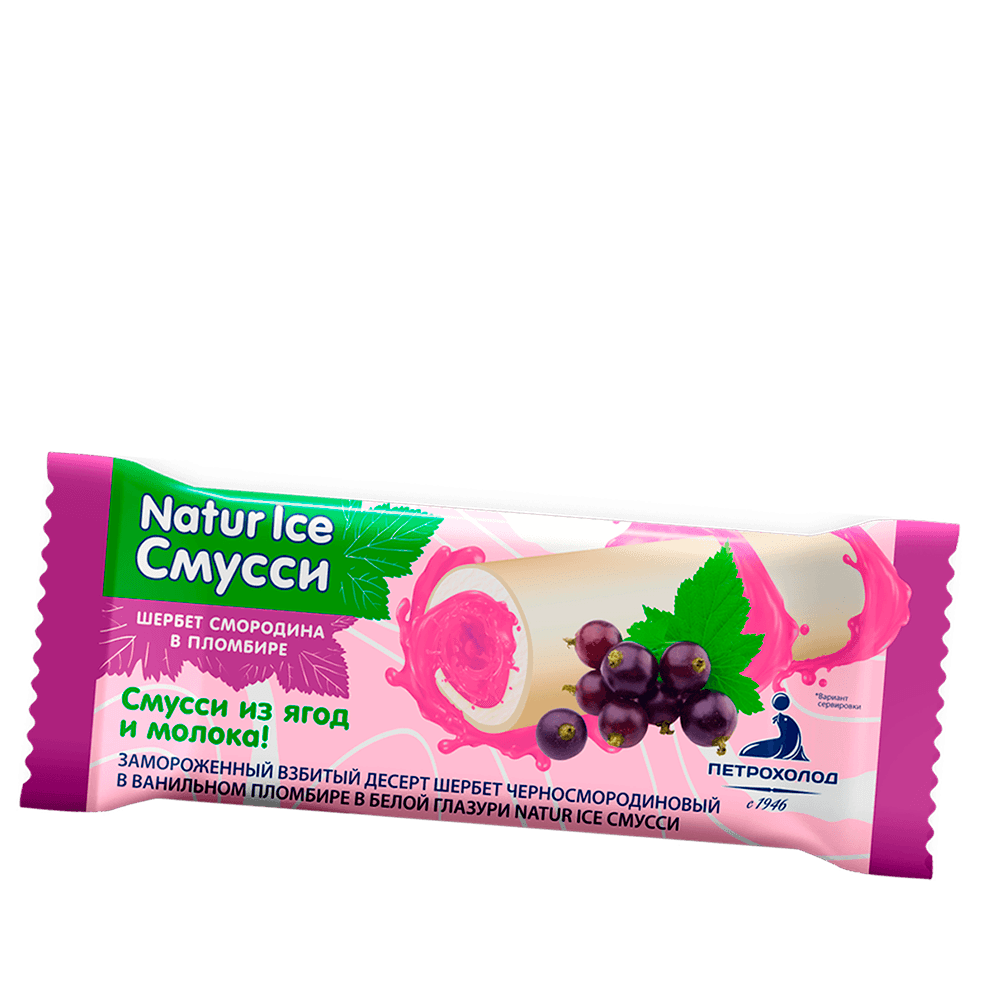 Natur Ice
Смусси
ШЕРБЕТ СМОРОДИНА
В ПЛОМБИРЕ
Смусси из ягод
и молока!
*Вариант
сервировки
ПЕТРОХОЛОД
с 1946
ЗАМОРОЖЕННЫЙ ВЗБИТЫЙ ДЕСЕРТ ШЕРБЕТ ЧЕРНОСМОРОДИНОВЫЙ
В ВАНИЛЬНОМ ПЛОМБИРЕ В БЕЛОЙ ГЛАЗУРИ NATUR ICE СМУССИ